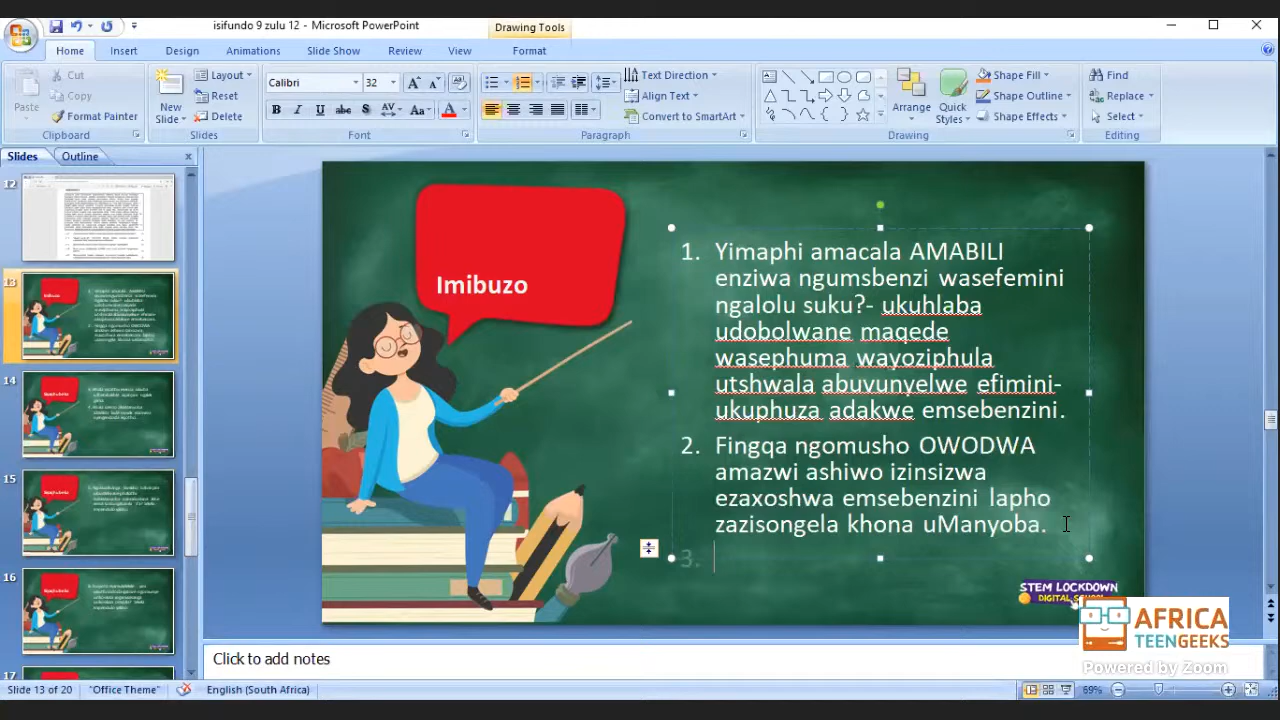 isifundo 9 zulu 12 - Microsoft PowerPoint
Drawing Tools
Home Insert Design Animations Slide Show Review View Format
Paste
Cut
Copy
Format Painter
Clipboard
New Slide
Layout
Reset
Delete
Slides
Calibri 32
Font
Paragraph
Text Direction
Align Text
Convert to SmartArt
Arrange
Quick Styles
Shape Fill
Shape Outline
Shape Effects
Drawing
Find
Replace
Select
Editing
Slides Outline
12
13
14
15
16
17
Imibuzo
1. Yimaphi amacala AMABILI
enziwa ngumsbenzi wasefemini
ngalolu suku?- ukuhlaba
udobolwane maqede
wasephuma wayoziphula
utshwala abuvunyelwe efimini-
ukuphuza adakwe emsebenzini.
2. Fingqa ngomusho OWODWA
amazwi ashiwo izinsizwa
ezaxoshwa emsebenzini lapho
zazisongela khona uManyoba.
3.
STEM LOCKDOWN
DIGITAL SCHOOL
AFRICA
TEENGEEKS
Powered by Zoom
Click to add notes
Slide 13 of 20 "Office Theme" English (South Africa) 69%